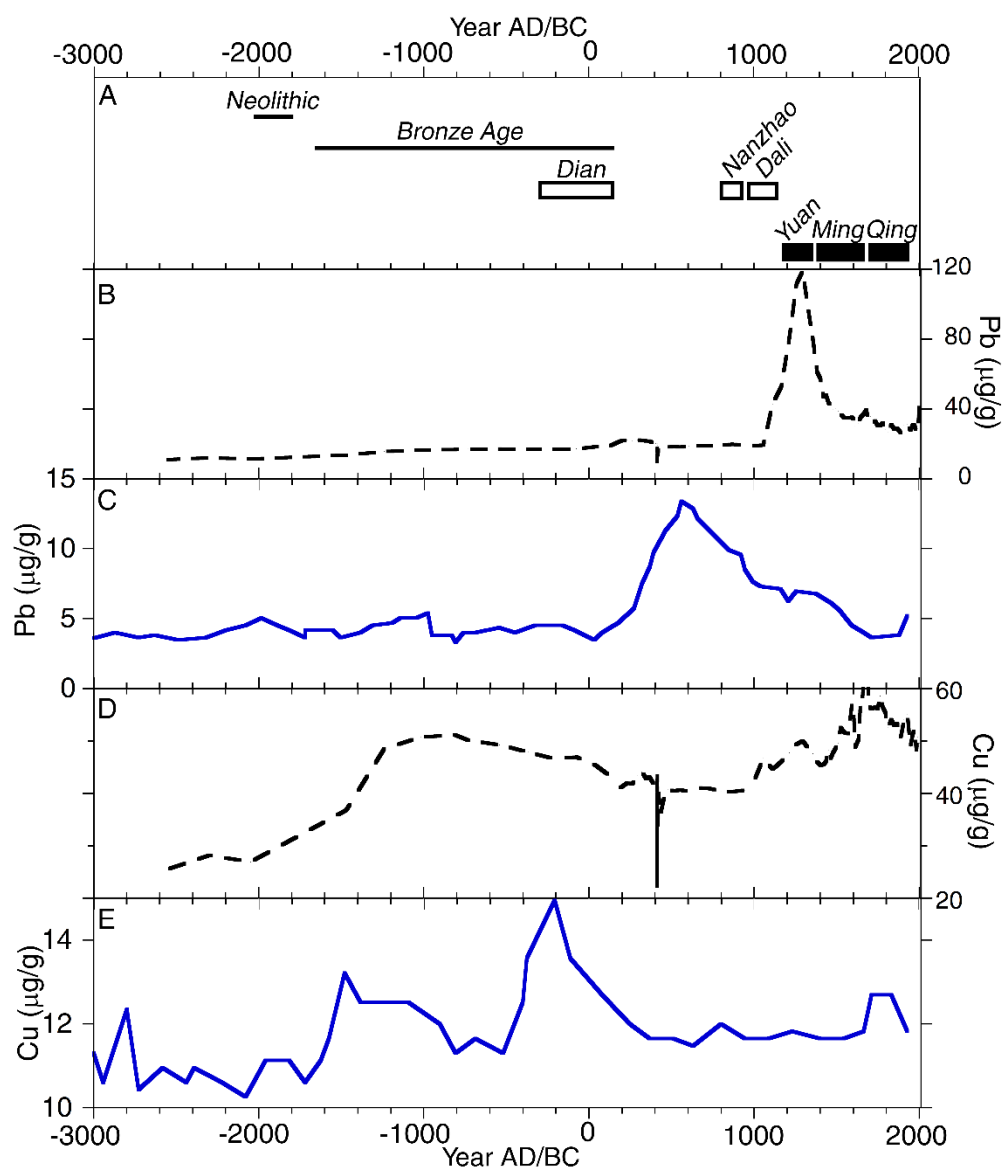 Year AD/BC
-3000 -2000 -1000 0 1000 2000
A
Neolithic
Bronze Age
Dian
Nanzhao
Dali
Yuan Ming Qing
B
120
80
40
0
Pb (µg/g)
C
15
10
5
0
Pb (µg/g)
D
60
40
20
Cu (µg/g)
E
14
12
10
Cu (µg/g)
-3000 -2000 -1000 0 1000 2000
Year AD/BC